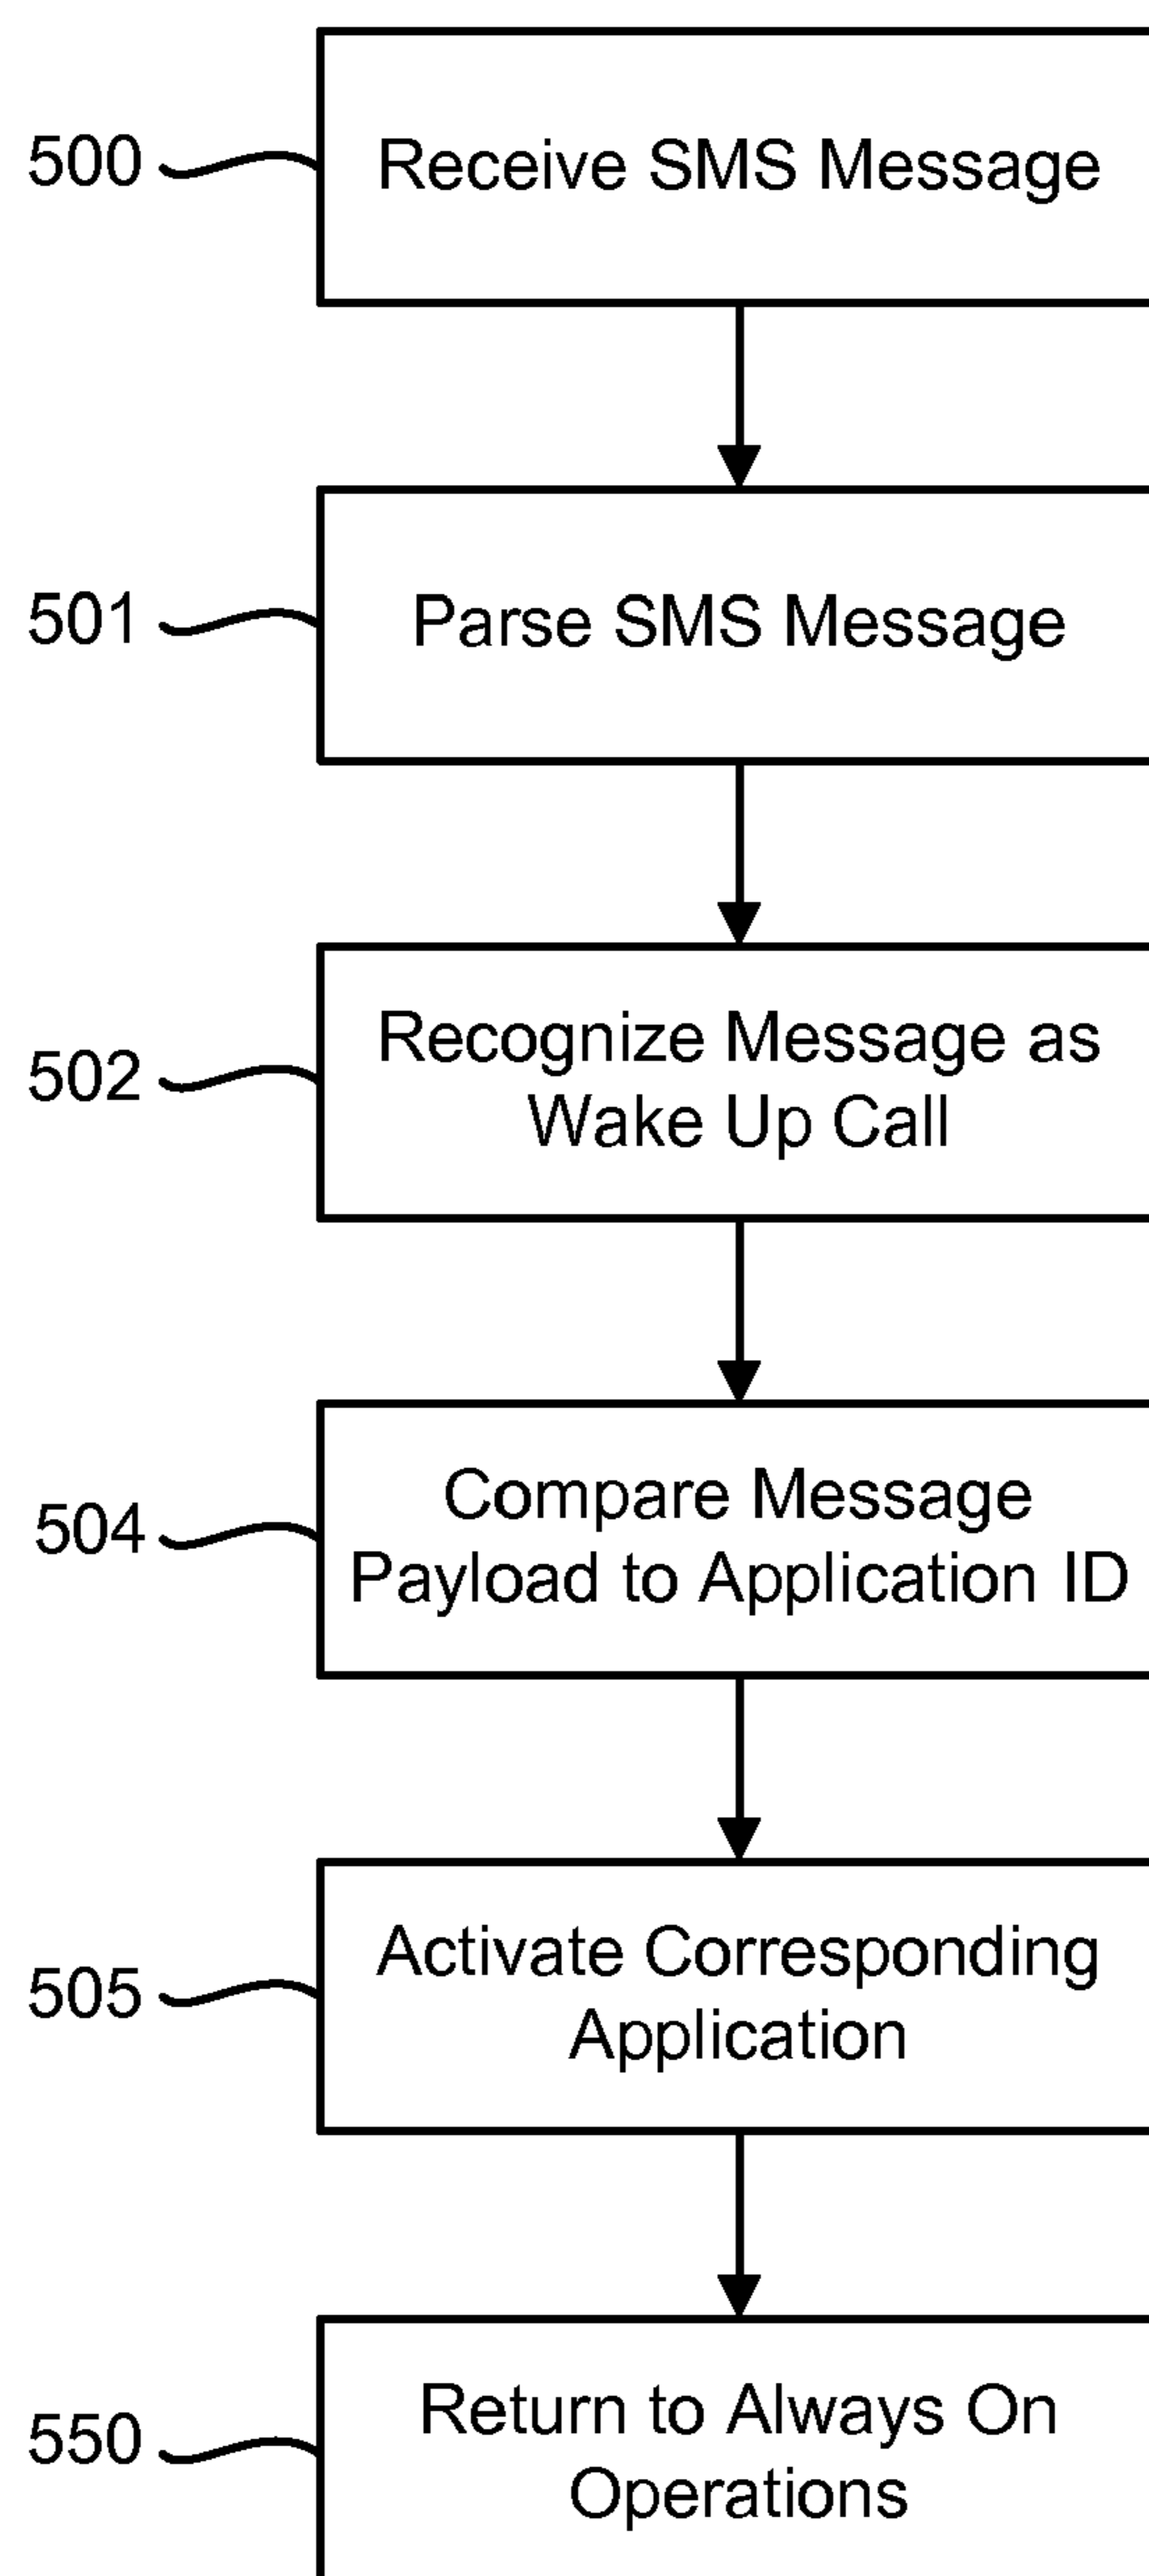 500
Receive SMS Message
501
Parse SMS Message
502
Recognize Message as
Wake Up Call
504
Compare Message
Payload to Application ID
505
Activate Corresponding
Application
550
Return to Always On
Operations